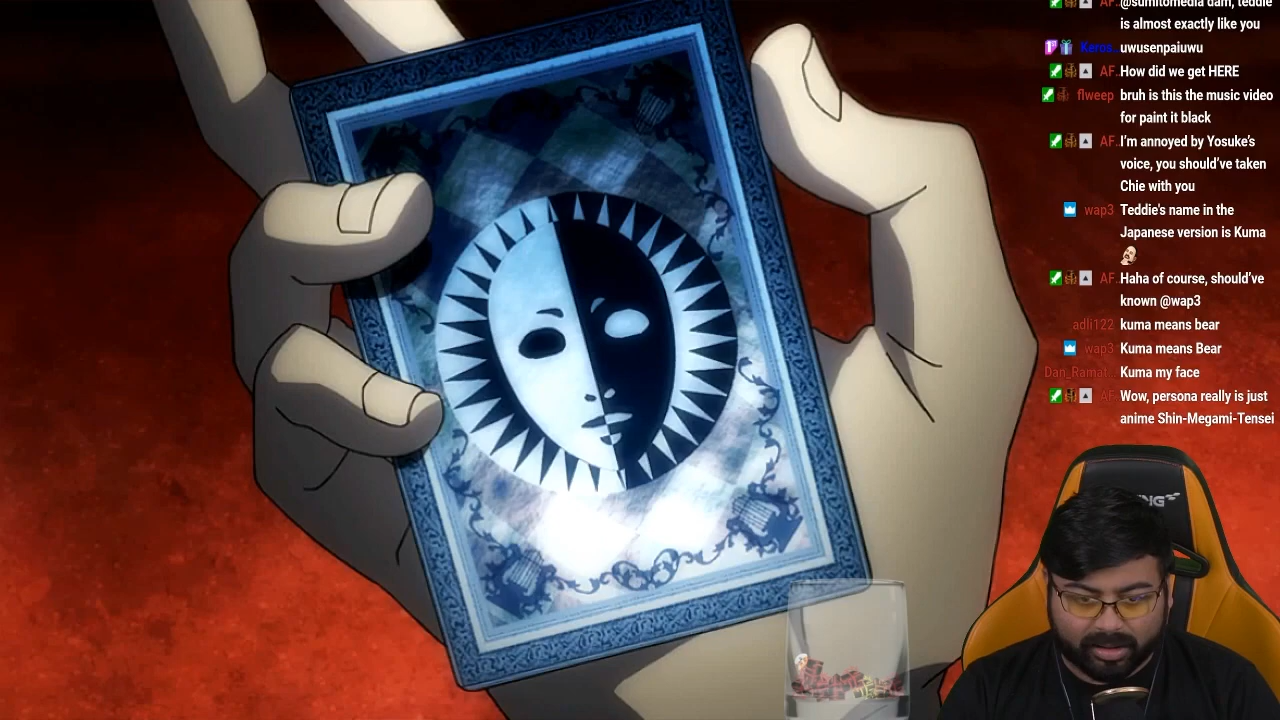 AF.. @sumitomedia dam, teddie
is almost exactly like you
Keros.. uwusenpaiuwu
AF.. How did we get HERE
flweep bruh is this the music video
for paint it black
AF.. I'm annoyed by Yosuke's
voice, you should've taken
Chie with you
wap3 Teddie's name in the
Japanese version is Kuma
AF.. Haha of course, should've
known @wap3
adli122 kuma means bear
wap3 Kuma means Bear
Dan_Ramat... Kuma my face
AF.. Wow, persona really is just
anime Shin-Megami-Tensei